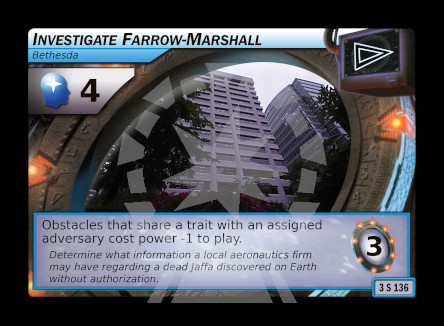 INVESTIGATE FARROW-MARSHALL
Bethesda
4
Obstacles that share a trait with an assigned
adversary cost power -1 to play.
3
Determine what information a local aeronautics firm
may have regarding a dead Jaffa discovered on Earth
without authorization.
3 S 136